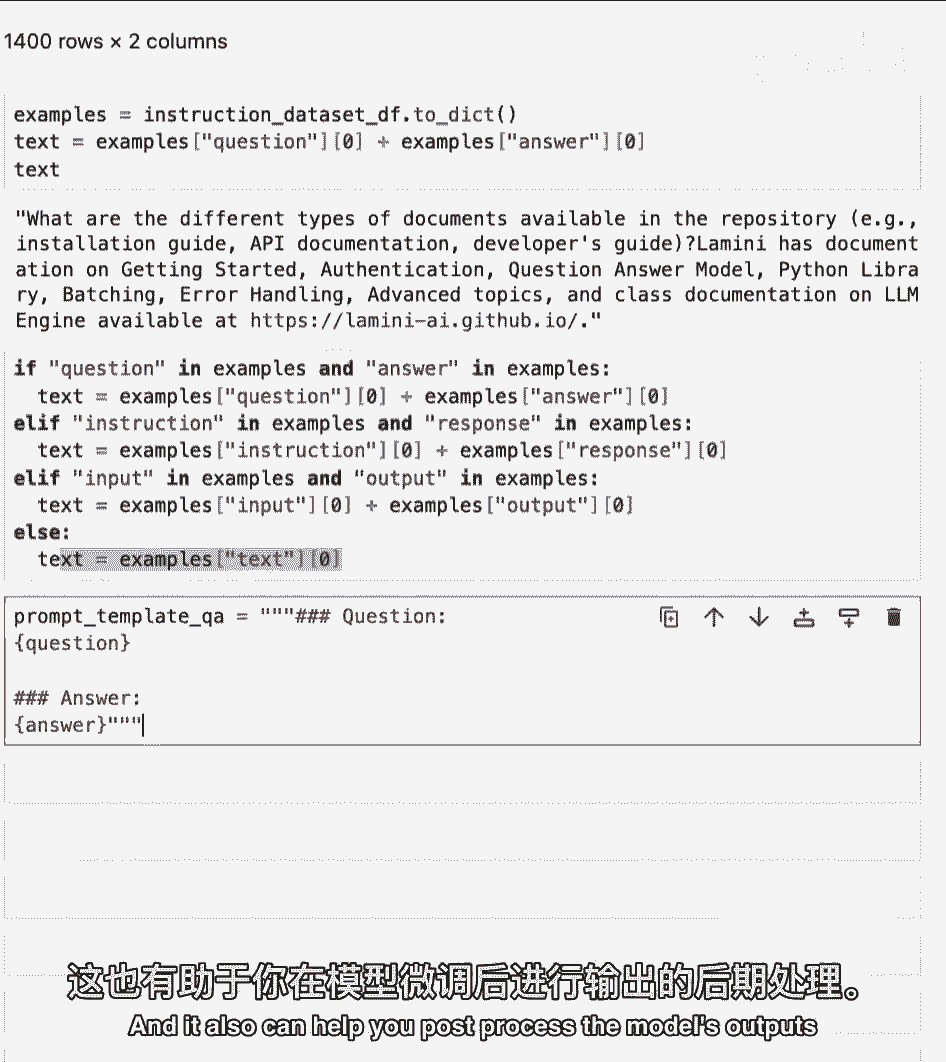 1400 rows × 2 columns
examples = instruction_dataset_df.to_dict()
text = examples["question"][0] + examples["answer"][0]
text
"What are the different types of documents available in the repository (e.g.,
installation guide, API documentation, developer's guide)?Lamini has document
ation on Getting Started, Authentication, Question Answer Model, Python Libra
ry, Batching, Error Handling, Advanced topics, and class documentation on LLM
Engine available at https://lamini-ai.github.io/."
if "question" in examples and "answer" in examples:
  text = examples["question"][0] + examples["answer"][0]
elif "instruction" in examples and "response" in examples:
  text = examples["instruction"][0] + examples["response"][0]
elif "input" in examples and "output" in examples:
  text = examples["input"][0] + examples["output"][0]
else:
  text = examples["text"][0]
prompt_template_qa = """### Question:
{question}
### Answer:
{answer}"""
这也有助于你在模型微调后进行输出的后期处理。
And it also can help you post process the model's outputs